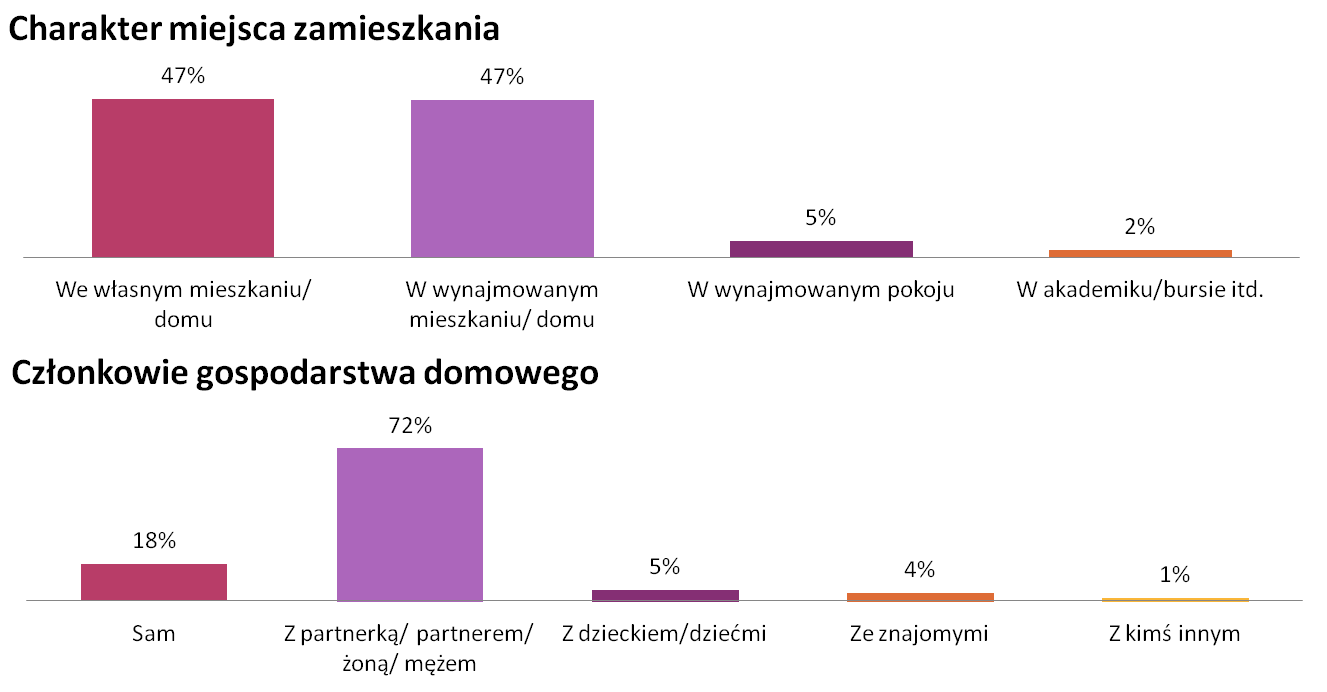 Charakter miejsca zamieszkania
47%
47%
5%
2%
We własnym mieszkaniu/
domu
W wynajmowanym
mieszkaniu/ domu
W wynajmowanym pokoju
W akademiku/bursie itd.
Członkowie gospodarstwa domowego
18%
72%
5%
4%
1%
Sam
Z partnerką/ partnerem/
żoną/ mężem
Z dzieckiem/dziećmi
Ze znajomymi
Z kimś innym